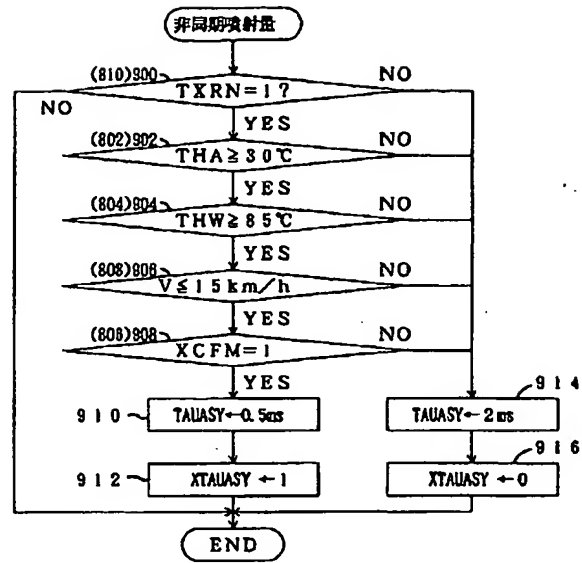 非同期噴射量
(810)900
NO
NO
TXRN=1?
YES
(802)902
NO
THA≧30℃
YES
(804)904
NO
THW≧85℃
YES
(808)906
NO
V≦15km/h
YES
(806)908
NO
XCFM=1
YES
914
910
TAUASY←0.5ms
TAUASY←2ms
916
912
XTAUASY←1
XTAUASY←0
END